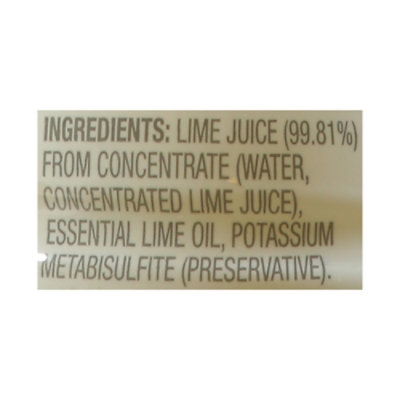 INGREDIENTS: LIME JUICE (99.81%)
FROM CONCENTRATE (WATER,
CONCENTRATED LIME JUICE),
ESSENTIAL LIME OIL, POTASSIUM
METABISULFITE (PRESERVATIVE).